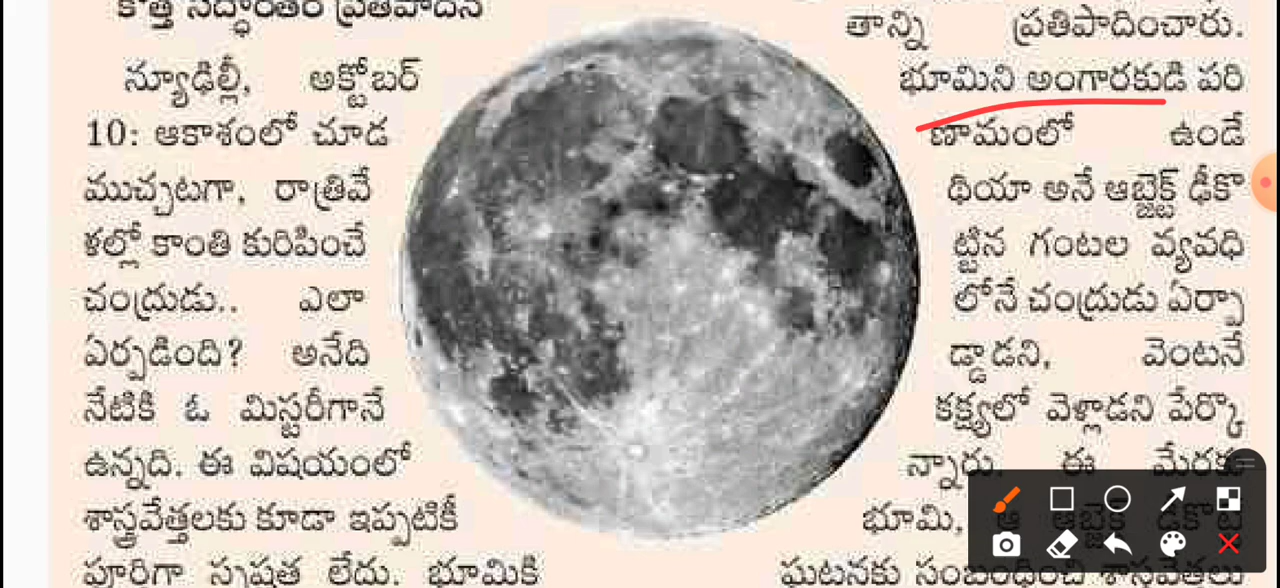 కొత్త సిద్ధాంతం ప్రతిపాదన
న్యూఢిల్లీ, అక్టోబర్
10: ఆకాశంలో చూడ
ముచ్చటగా, రాత్రివే
ళల్లో కాంతి కురిపించే
చంద్రుడు.. ఎలా
ఏర్పడింది? అనేది
నేటికి ఓ మిస్టరీగానే
ఉన్నది. ఈ విషయంలో
శాస్త్రవేత్తలకు కూడా ఇప్పటికీ
పూర్తిగా స్పష్టత లేదు. భూమికి
తాన్ని ప్రతిపాదించారు.
భూమిని అంగారకుడి పరి
ణామంలో ఉండే
థియా అనే ఆబ్జెక్ట్ ఢీకొ
ట్టిన గంటల వ్యవధి
లోనే చంద్రుడు ఏర్పా
డ్డాడని, వెంటనే
కక్ష్యలో వెళ్లాడని పేర్కొ
న్నారు. ఈ మేరకు
భూమి, ఆ ఆబ్జెక్ట్ ఢీకొట్టి
ఘటనకు సంబంధించి శాస్త్రవేత్తలు